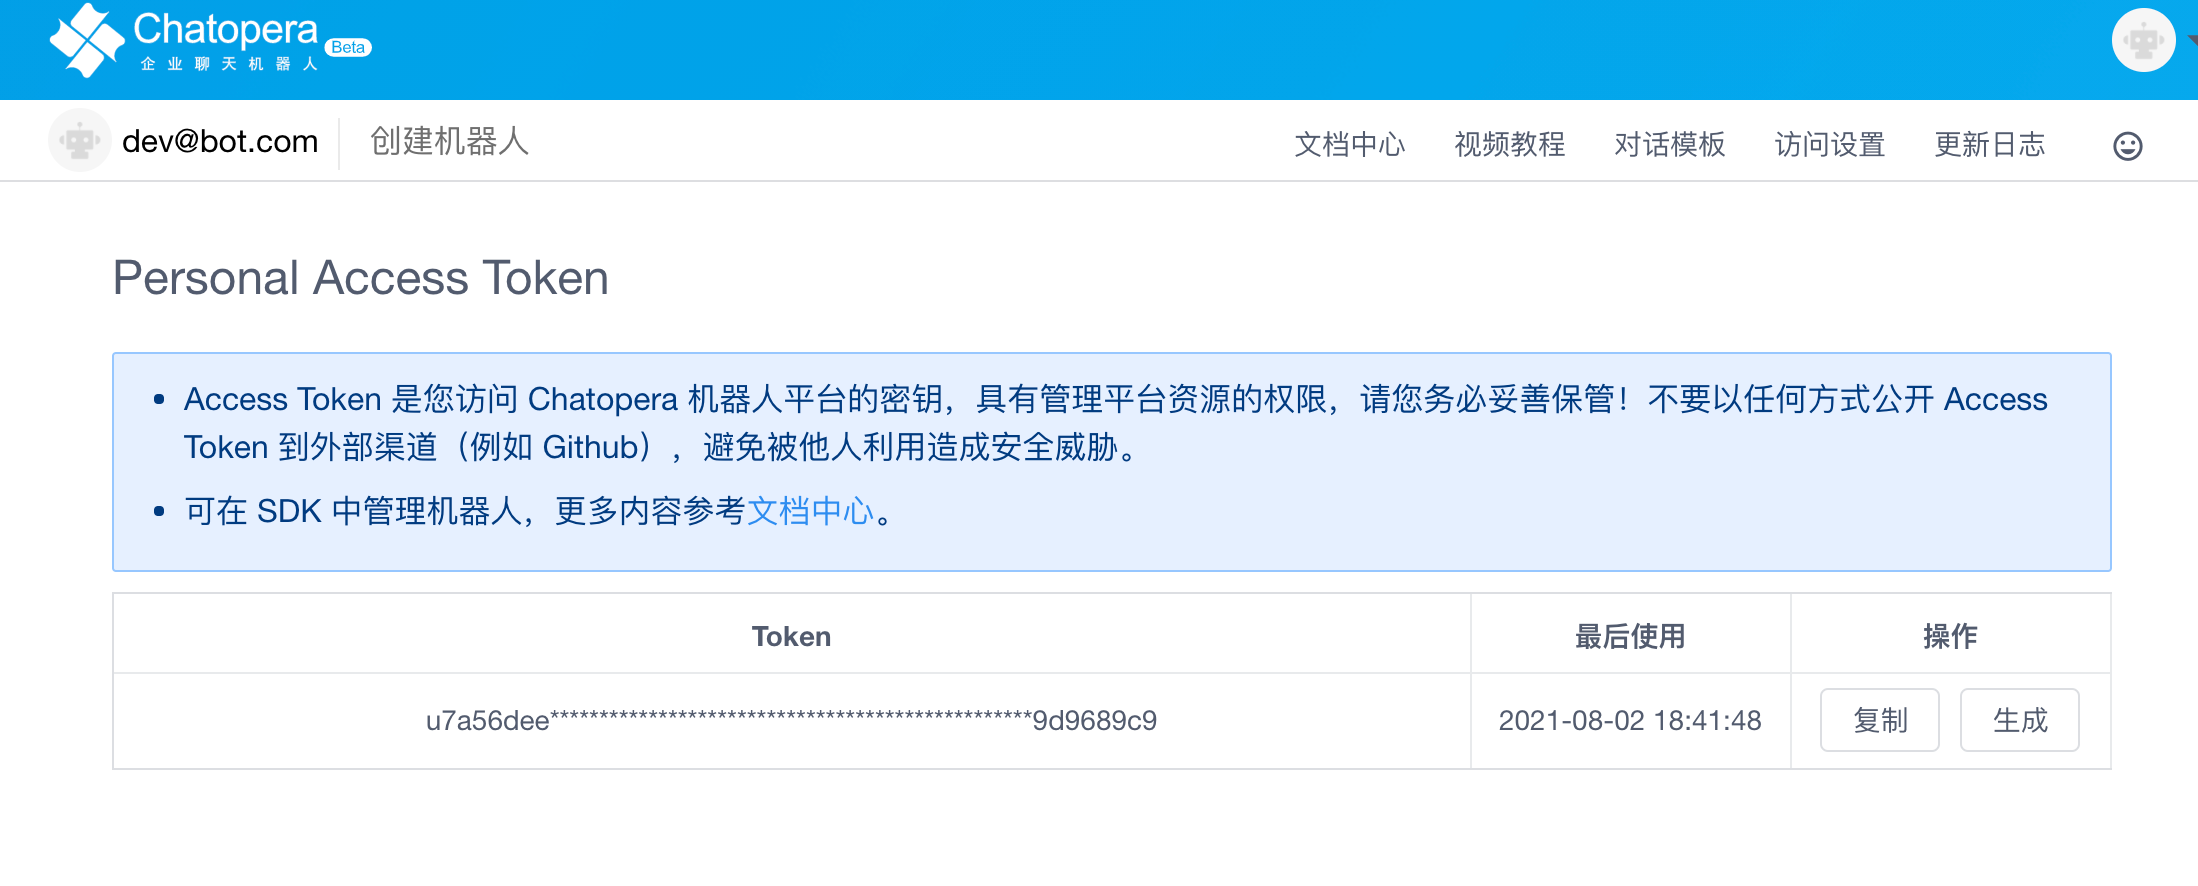 Chatopera Beta
企业聊天机器人
dev@bot.com 创建机器人 文档中心 视频教程 对话模板 访问设置 更新日志
Personal Access Token
Access Token 是您访问 Chatopera 机器人平台的密钥，具有管理平台资源的权限，请您务必妥善保管！不要以任何方式公开 Access
Token 到外部渠道（例如 Github），避免被他人利用造成安全威胁。
可在 SDK 中管理机器人，更多内容参考文档中心。
Token 最后使用 操作
u7a56dee************************************************9d9689c9 2021-08-02 18:41:48 复制 生成